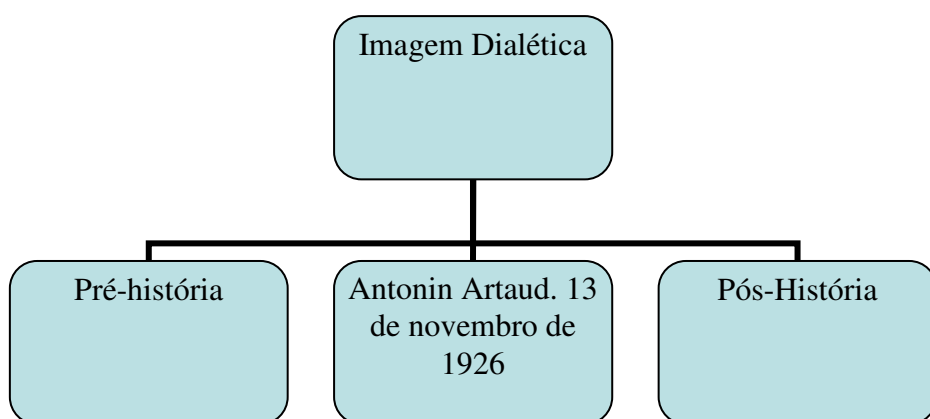 Imagem Dialética
Pré-história
Antonin Artaud. 13
de novembro de
1926
Pós-História